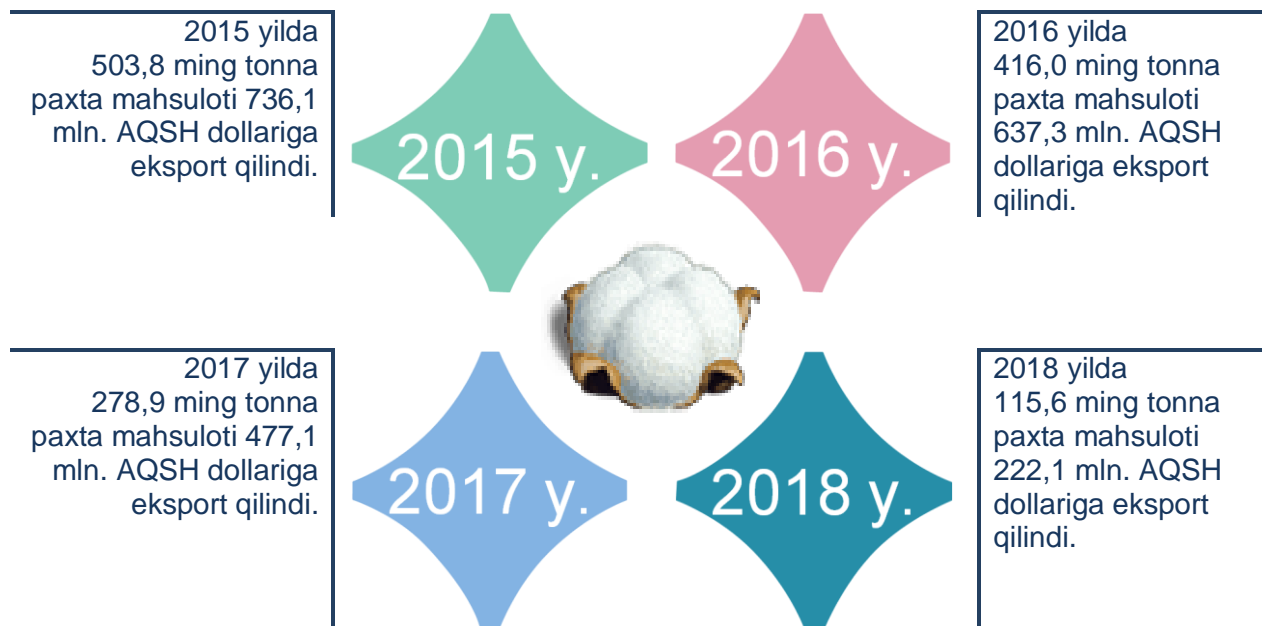 2015 yilda
503,8 ming tonna
paxta mahsuloti 736,1
mln. AQSH dollariga
eksport qilindi.
2015 y.
2016 y.
2016 yilda
416,0 ming tonna
paxta mahsuloti
637,3 mln. AQSH
dollariga eksport
qilindi.
2017 yilda
278,9 ming tonna
paxta mahsuloti 477,1
mln. AQSH dollariga
eksport qilindi.
2017 y.
2018 y.
2018 yilda
115,6 ming tonna
paxta mahsuloti
222,1 mln. AQSH
dollariga eksport
qilindi.